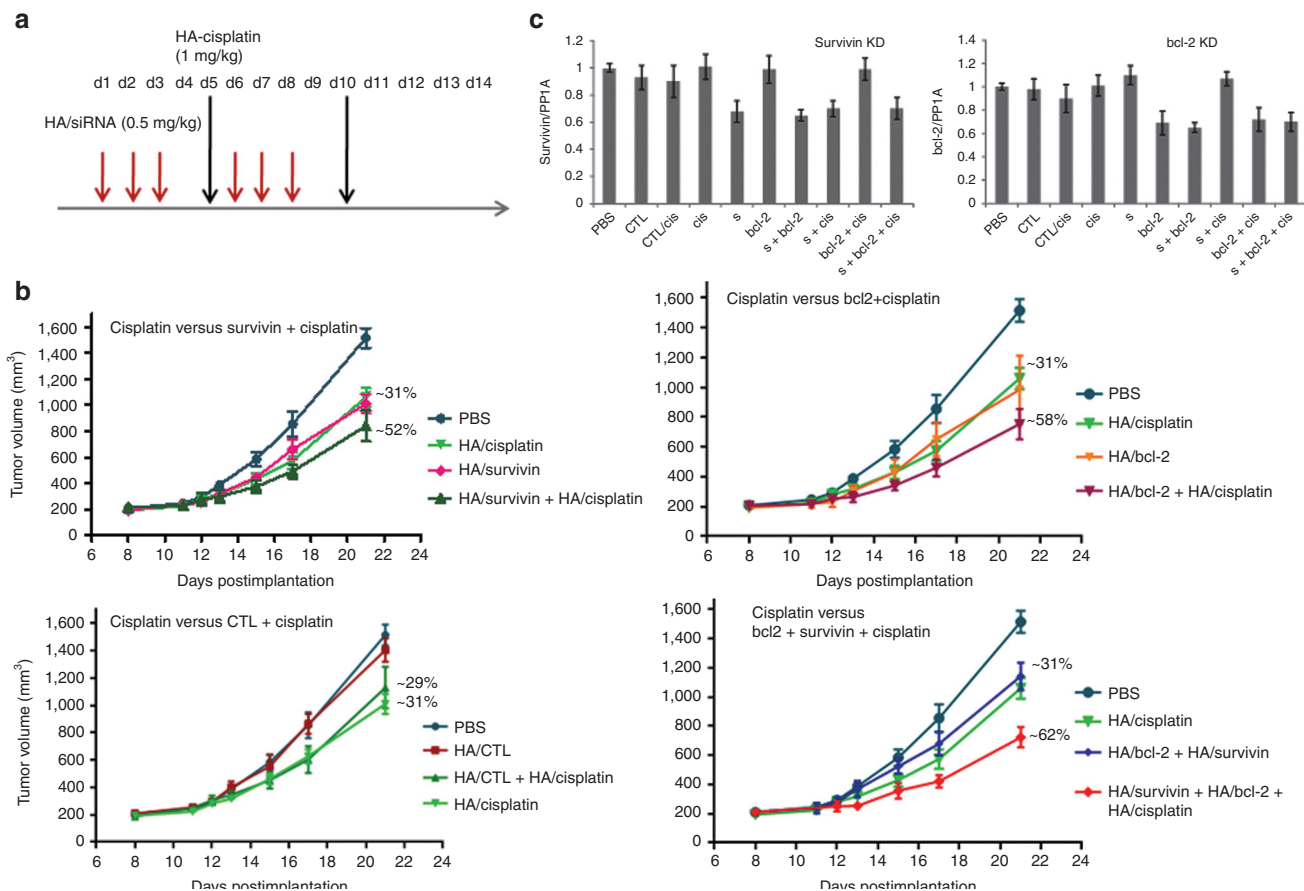 a
HA-cisplatin
(1 mg/kg)
d1 d2 d3 d4 d5 d6 d7 d8 d9 d10 d11 d12 d13 d14
HA/siRNA (0.5 mg/kg)
c
Survivin KD
Survivin/PP1A
1.2
1
0.8
0.6
0.4
0.2
0
PBS
CTL
CTL/cis
cis
s
bcl-2
s + bcl-2
s + cis
bcl-2 + cis
s + bcl-2 + cis
bcl-2 KD
bcl-2/PP1A
1.4
1.2
1
0.8
0.6
0.4
0.2
0
PBS
CTL
CTL/cis
cis
s
bcl-2
s + bcl-2
s + cis
bcl-2 + cis
s + bcl-2 + cis
b
Cisplatin versus survivin + cisplatin
Tumor volume (mm³)
1,600
1,400
1,200
1,000
800
600
400
200
0
6 8 10 12 14 16 18 20 22 24
Days postimplantation
~31%
~52%
PBS
HA/cisplatin
HA/survivin
HA/survivin + HA/cisplatin
Cisplatin versus bcl2+cisplatin
1,600
1,400
1,200
1,000
800
600
400
200
0
6 8 10 12 14 16 18 20 22 24
Days postimplantation
~31%
~58%
PBS
HA/cisplatin
HA/bcl-2
HA/bcl-2 + HA/cisplatin
Cisplatin versus CTL + cisplatin
Tumor volume (mm³)
1,600
1,400
1,200
1,000
800
600
400
200
0
6 8 10 12 14 16 18 20 22 24
Days postimplantation
~29%
~31%
PBS
HA/CTL
HA/CTL + HA/cisplatin
HA/cisplatin
Cisplatin versus
bcl2 + survivin + cisplatin
1,600
1,400
1,200
1,000
800
600
400
200
0
6 8 10 12 14 16 18 20 22 24
Days postimplantation
~31%
~62%
PBS
HA/cisplatin
HA/bcl-2 + HA/survivin
HA/survivin + HA/bcl-2 +
HA/cisplatin